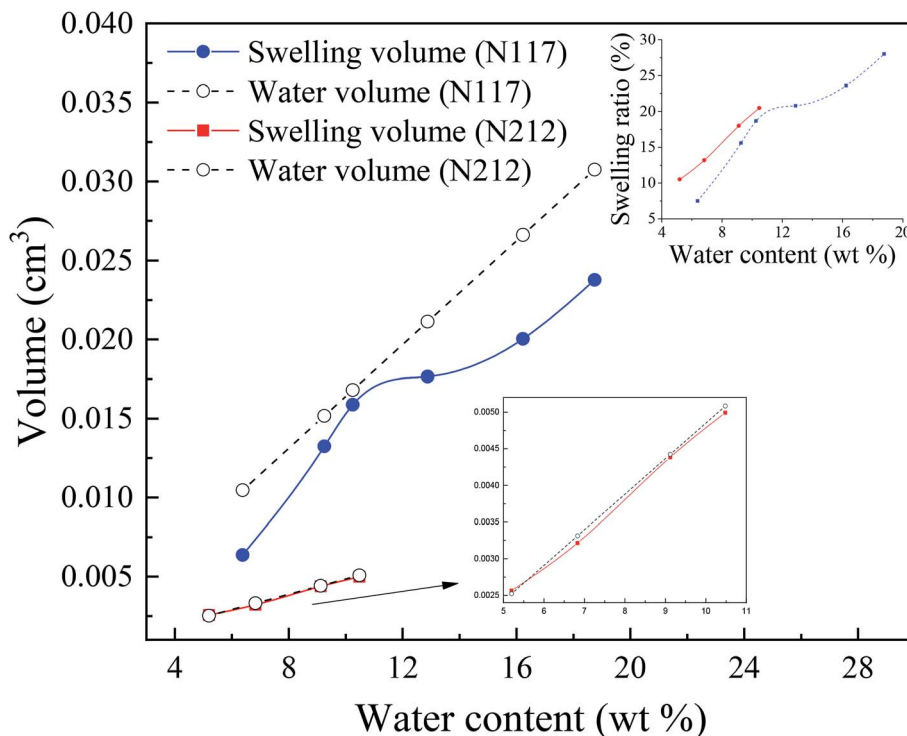 0.040
0.035
0.030
0.025
0.020
0.015
0.010
0.005
Volume (cm³)
4 8 12 16 20 24 28
Water content (wt %)
Swelling volume (N117)
Water volume (N117)
Swelling volume (N212)
Water volume (N212)
30
25
20
15
10
5
Swelling ratio (%)
4 8 12 16 20
Water content (wt %)
0.0050
0.0045
0.0040
0.0035
0.0030
0.0025
5 6 7 8 9 10 11